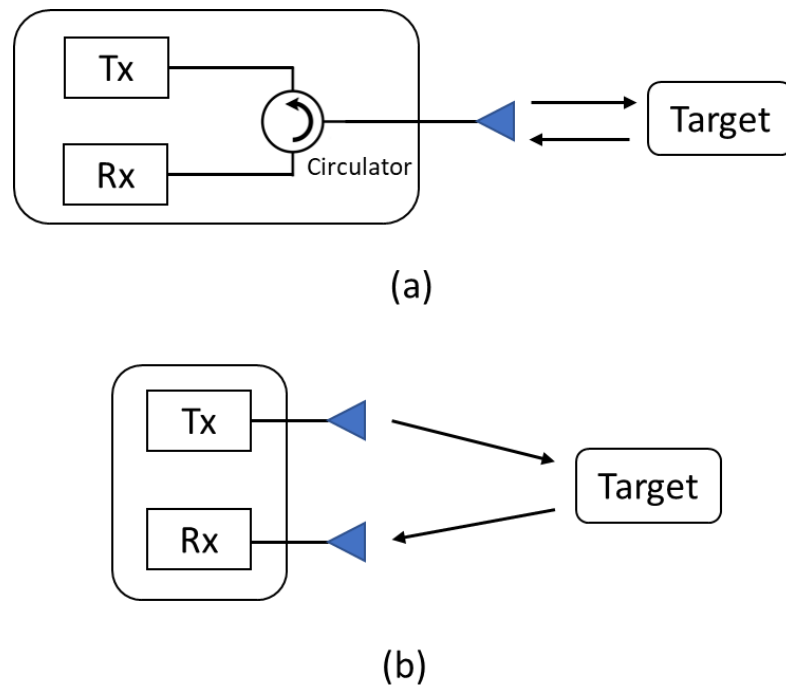 Tx
Target
Rx
Circulator
(a)
Tx
Target
Rx
(b)